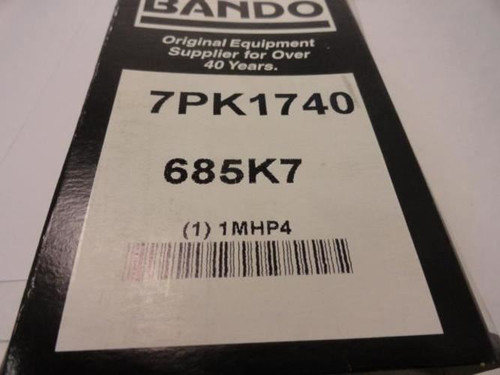 BANDO
Original Equipment
Supplier for Over
40 Years.
7PK1740
685K7
(1) 1MHP4